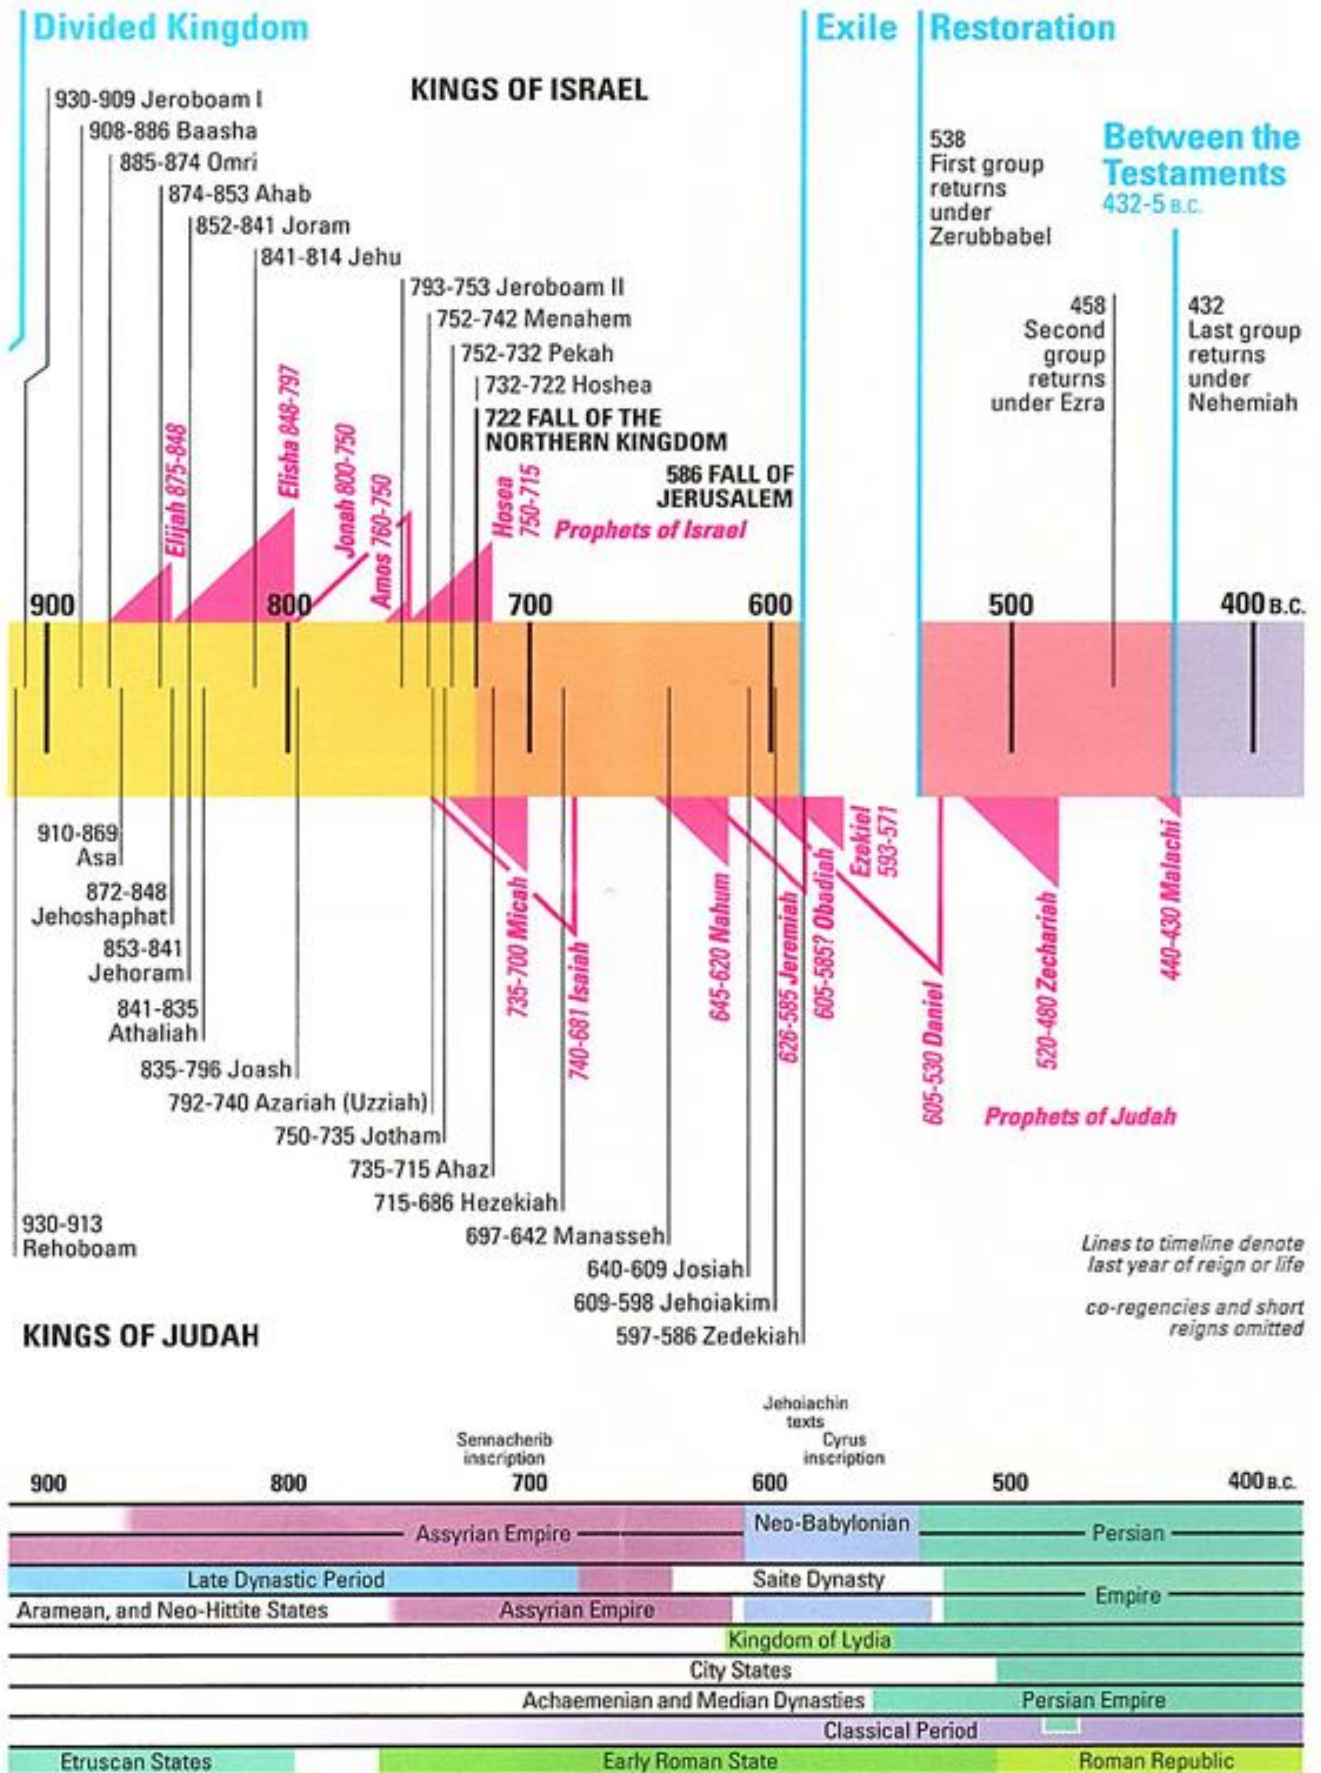 Divided Kingdom
Exile
Restoration
KINGS OF ISRAEL
930-909 Jeroboam I
908-886 Baasha
885-874 Omri
874-853 Ahab
852-841 Joram
841-814 Jehu
793-753 Jeroboam II
752-742 Menahem
752-732 Pekah
732-722 Hoshea
722 FALL OF THE
NORTHERN KINGDOM
586 FALL OF
JERUSALEM
538
First group
returns
under
Zerubbabel
Between the
Testaments
432-5 B.C.
458
Second
group
returns
under Ezra
432
Last group
returns
under
Nehemiah
Elijah 875-848
Elisha 848-797
Jonah 800-750
Amos 760-750
Hosea
750-715
Prophets of Israel
900
800
700
600
500
400 B.C.
910-869
Asa
872-848
Jehoshaphat
853-841
Jehoram
841-835
Athaliah
835-796 Joash
792-740 Azariah (Uzziah)
750-735 Jotham
735-715 Ahaz
715-686 Hezekiah
697-642 Manasseh
640-609 Josiah
609-598 Jehoiakim
597-586 Zedekiah
930-913
Rehoboam
KINGS OF JUDAH
735-700 Micah
740-681 Isaiah
645-620 Nahum
626-585 Jeremiah
605-585? Obadiah
Ezekiel
593-571
605-530 Daniel
520-480 Zechariah
440-430 Malachi
Prophets of Judah
Lines to timeline denote
last year of reign or life
co-regencies and short
reigns omitted
Sennacherib
inscription
Jehoiachin
texts
Cyrus
inscription
900
800
700
600
500
400 B.C.
Assyrian Empire
Neo-Babylonian
Persian
Late Dynastic Period
Saite Dynasty
Empire
Aramean, and Neo-Hittite States
Assyrian Empire
Kingdom of Lydia
City States
Achaemenian and Median Dynasties
Persian Empire
Classical Period
Etruscan States
Early Roman State
Roman Republic